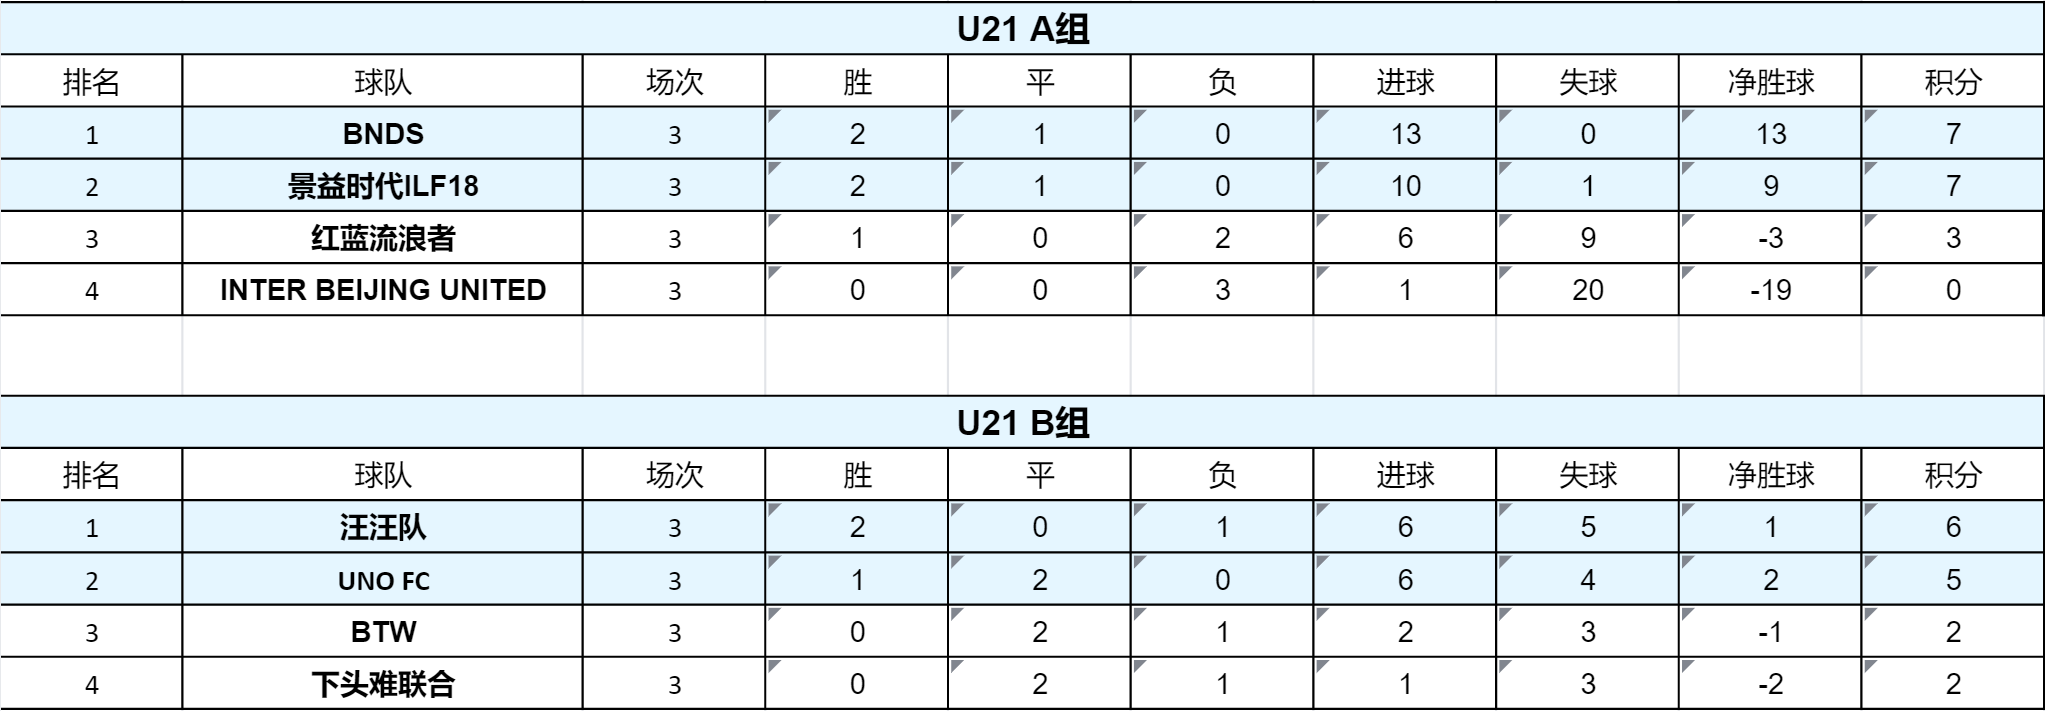 U21 A组
排名 球队 场次 胜 平 负 进球 失球 净胜球 积分
1 BNDS 3 2 1 0 13 0 13 7
2 景益时代ILF18 3 2 1 0 10 1 9 7
3 红蓝流浪者 3 1 0 2 6 9 -3 3
4 INTER BEIJING UNITED 3 0 0 3 1 20 -19 0
U21 B组
排名 球队 场次 胜 平 负 进球 失球 净胜球 积分
1 汪汪队 3 2 0 1 6 5 1 6
2 UNO FC 3 1 2 0 6 4 2 5
3 BTW 3 0 2 1 2 3 -1 2
4 下头难联合 3 0 2 1 1 3 -2 2